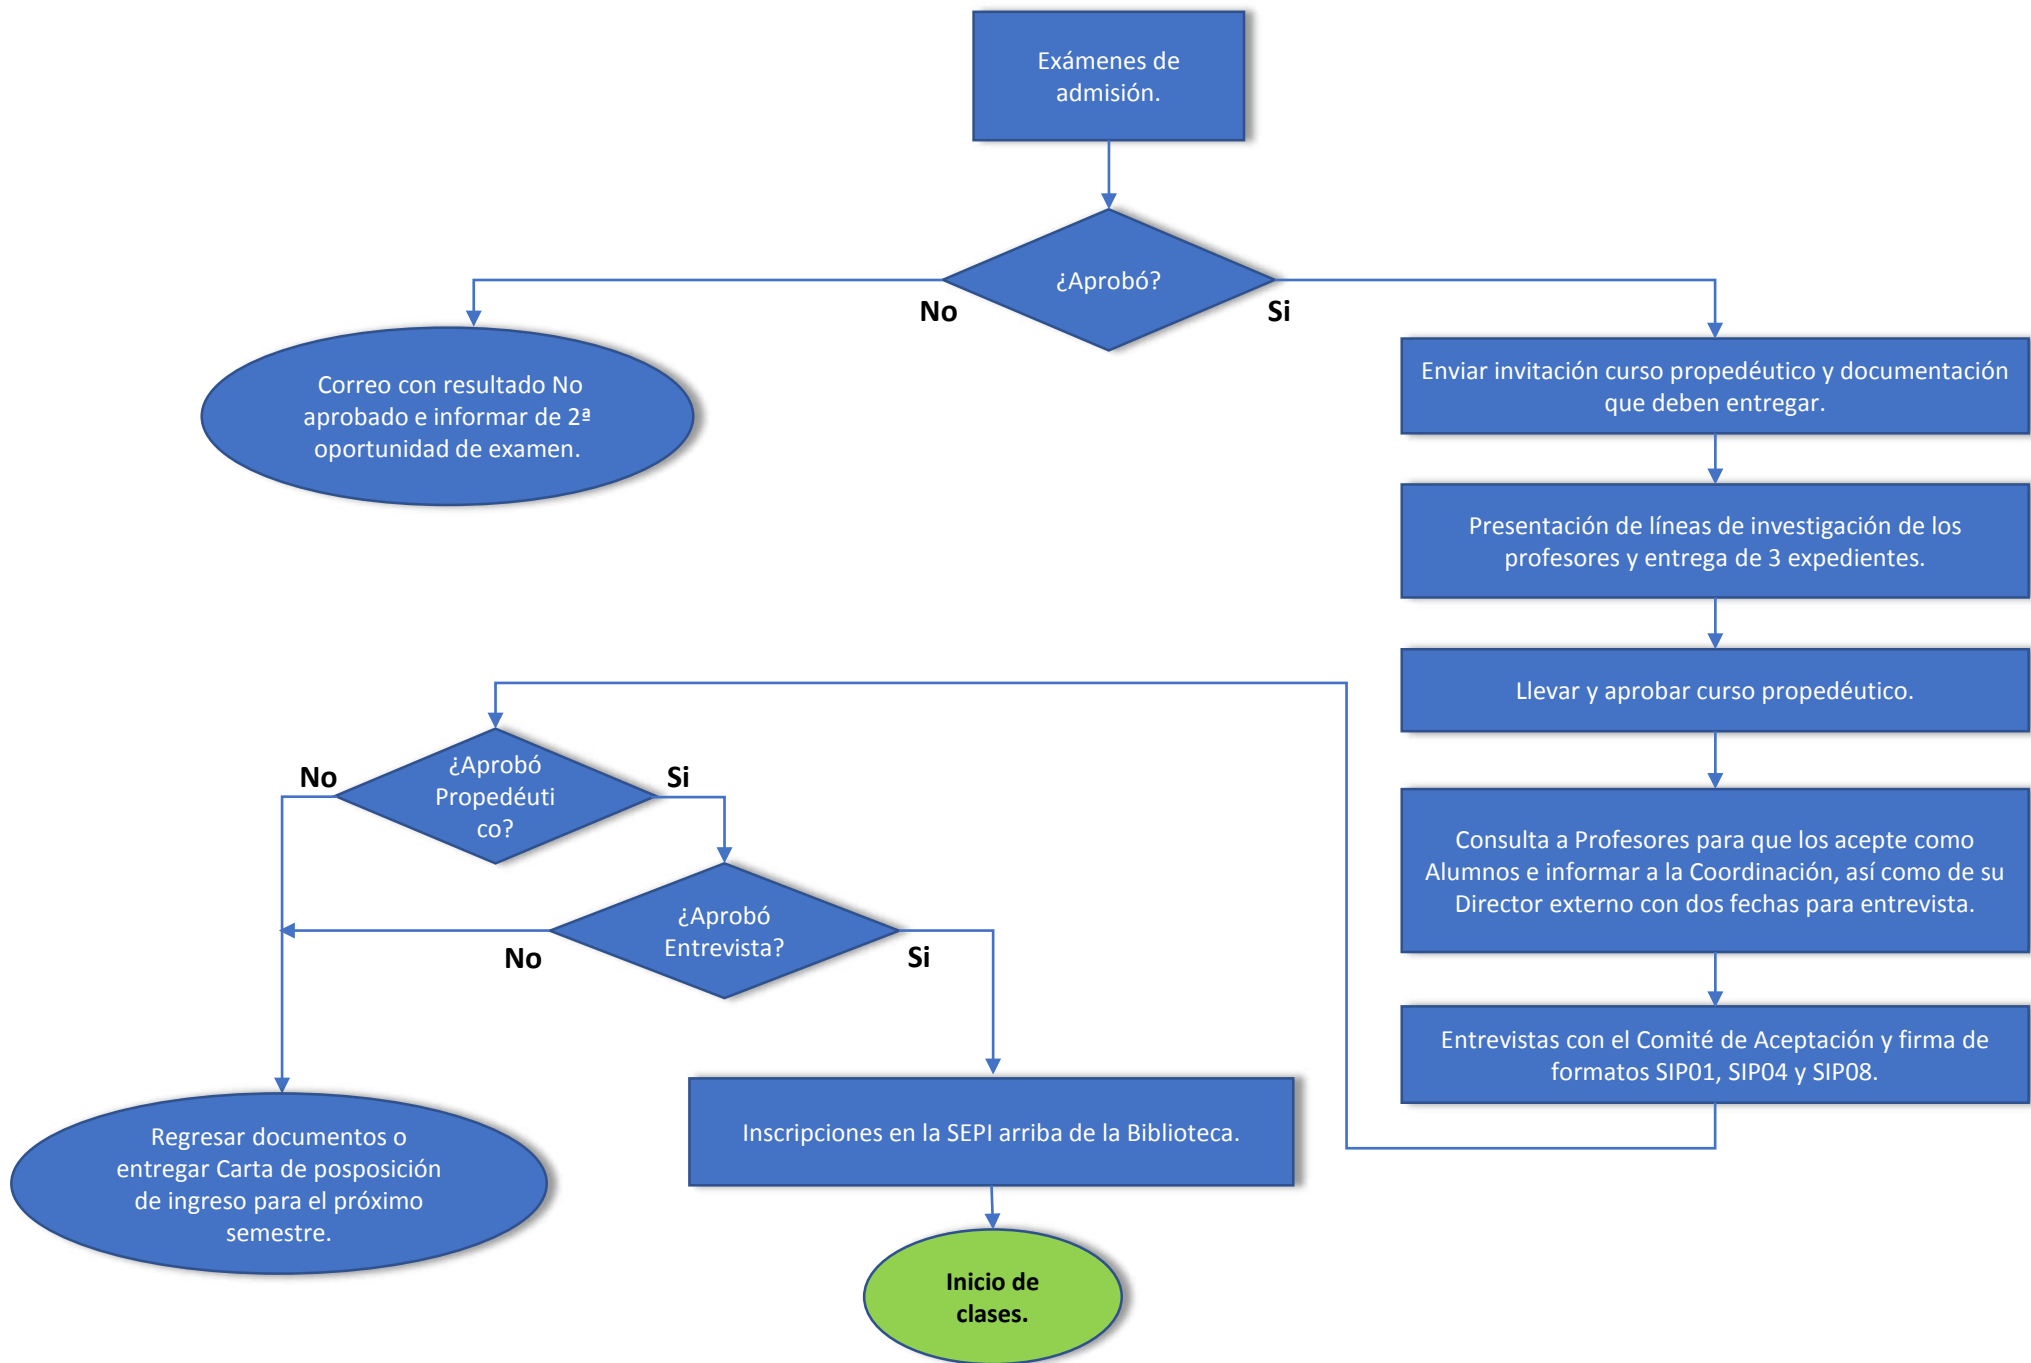 Exámenes de
admisión.
¿Aprobó?
No
Si
Correo con resultado No
aprobado e informar de 2ª
oportunidad de examen.
Enviar invitación curso propedéutico y documentación
que deben entregar.
Presentación de líneas de investigación de los
profesores y entrega de 3 expedientes.
Llevar y aprobar curso propedéutico.
Consulta a Profesores para que los acepte como
Alumnos e informar a la Coordinación, así como de su
Director externo con dos fechas para entrevista.
Entrevistas con el Comité de Aceptación y firma de
formatos SIP01, SIP04 y SIP08.
¿Aprobó
Propedéuti
co?
No
Si
¿Aprobó
Entrevista?
No
Si
Regresar documentos o
entregar Carta de posposición
de ingreso para el próximo
semestre.
Inscripciones en la SEPI arriba de la Biblioteca.
Inicio de
clases.